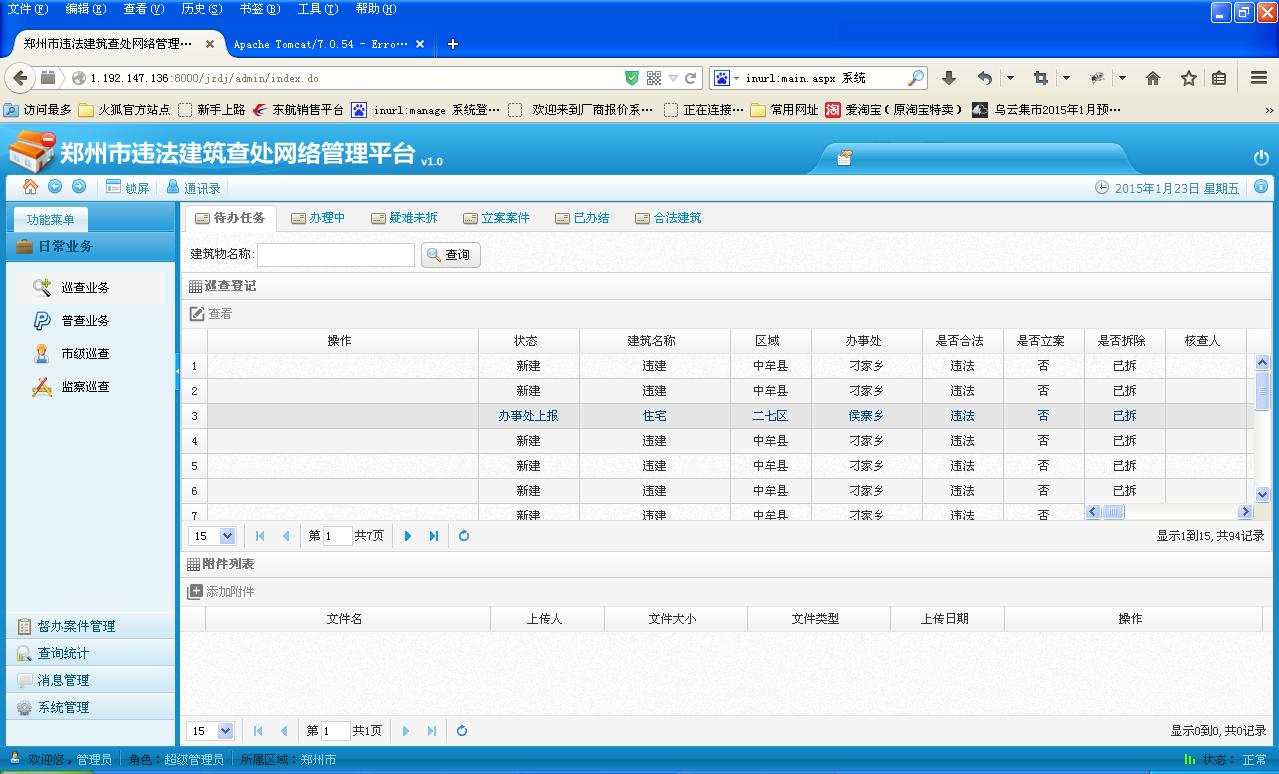 文件(F) 编辑(E) 查看(V) 历史(S) 书签(B) 工具(T) 帮助(H)
郑州市违法建筑查处网络管理… × Apache Tomcat/7.0.54 - Erro… × +
1.192.147.136:8000/jzdj/admin/index.do inurl:main.aspx 系统
访问最多 火狐官方站点 新手上路 东航销售平台 inurl:manage 系统登… 欢迎来到厂商报价系… 正在连接… 常用网址 淘 爱淘宝(原淘宝特卖) 乌云集市2015年1月预… »
郑州市违法建筑查处网络管理平台 v1.0
锁屏 通讯录 2015年1月23日 星期五
功能菜单 待办任务 办理中 疑难未拆 立案案件 已办结 合法建筑
日常业务
建筑物名称: 查询
巡查业务
普查业务
市级巡查
监察巡查
巡查登记
查看
操作 状态 建筑名称 区域 办事处 是否合法 是否立案 是否拆除 核查人
1 新建 违建 中牟县 刁家乡 违法 否 已拆
2 新建 违建 中牟县 刁家乡 违法 否 已拆
3 办事处上报 住宅 二七区 侯寨乡 违法 否 已拆
4 新建 违建 中牟县 刁家乡 违法 否 已拆
5 新建 违建 中牟县 刁家乡 违法 否 已拆
6 新建 违建 中牟县 刁家乡 违法 否 已拆
7 新建 违建 中牟县 刁家乡 违法 否
15 第 1 共7页 显示1到15, 共94记录
附件列表
添加附件
文件名 上传人 文件大小 文件类型 上传日期 操作
督办案件管理
查询统计
消息管理
系统管理
15 第 1 共1页 显示0到0, 共0记录
欢迎您, 管理员 角色: 超级管理员 所属区域: 郑州市 状态: 正常